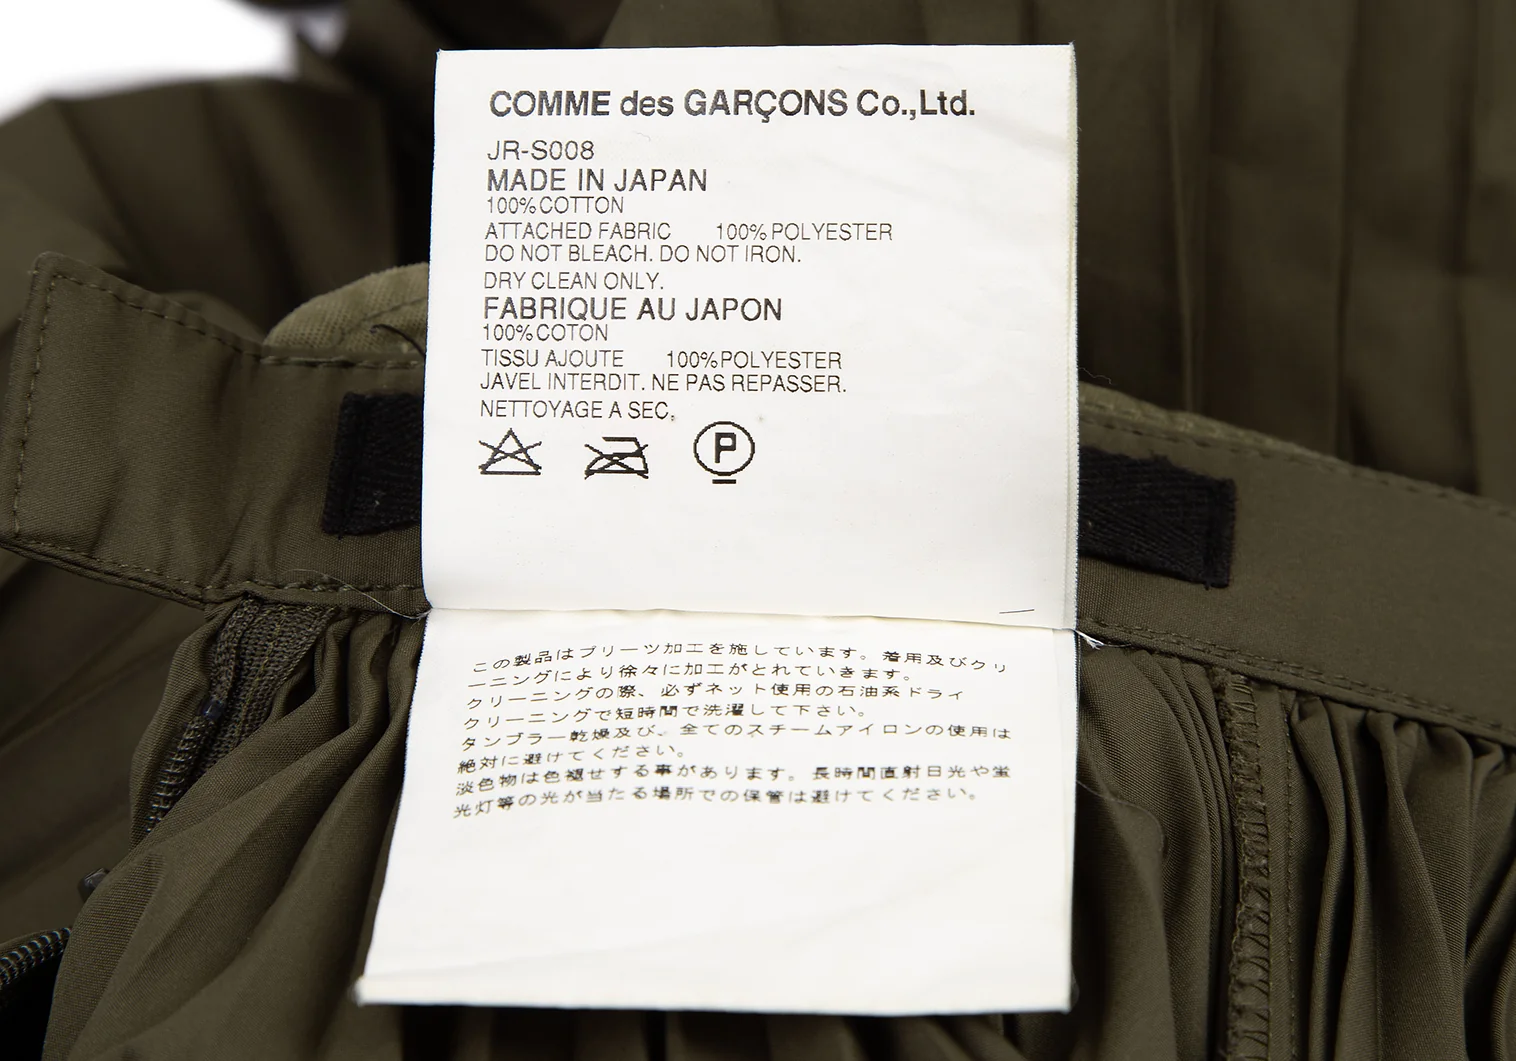 COMME des GARÇONS Co.,Ltd.
JR-S008
MADE IN JAPAN
100% COTTON
ATTACHED FABRIC 100% POLYESTER
DO NOT BLEACH. DO NOT IRON.
DRY CLEAN ONLY.
FABRIQUE AU JAPON
100% COTON
TISSU AJOUTE 100% POLYESTER
JAVEL INTERDIT. NE PAS REPASSER.
NETTOYAGE A SEC.
P
この製品はプリーツ加工を施しています。着用及びクリ
ーニングにより徐々に加工がとれていきます。
クリーニングの際、必ずネット使用の石油系ドライ
クリーニングで短時間で洗濯して下さい。
タンブラー乾燥及び、全てのスチームアイロンの使用は
絶対に避けてください。
淡色物は色褪せする事があります。長時間直射日光や蛍
光灯等の光が当たる場所での保管は避けてください。